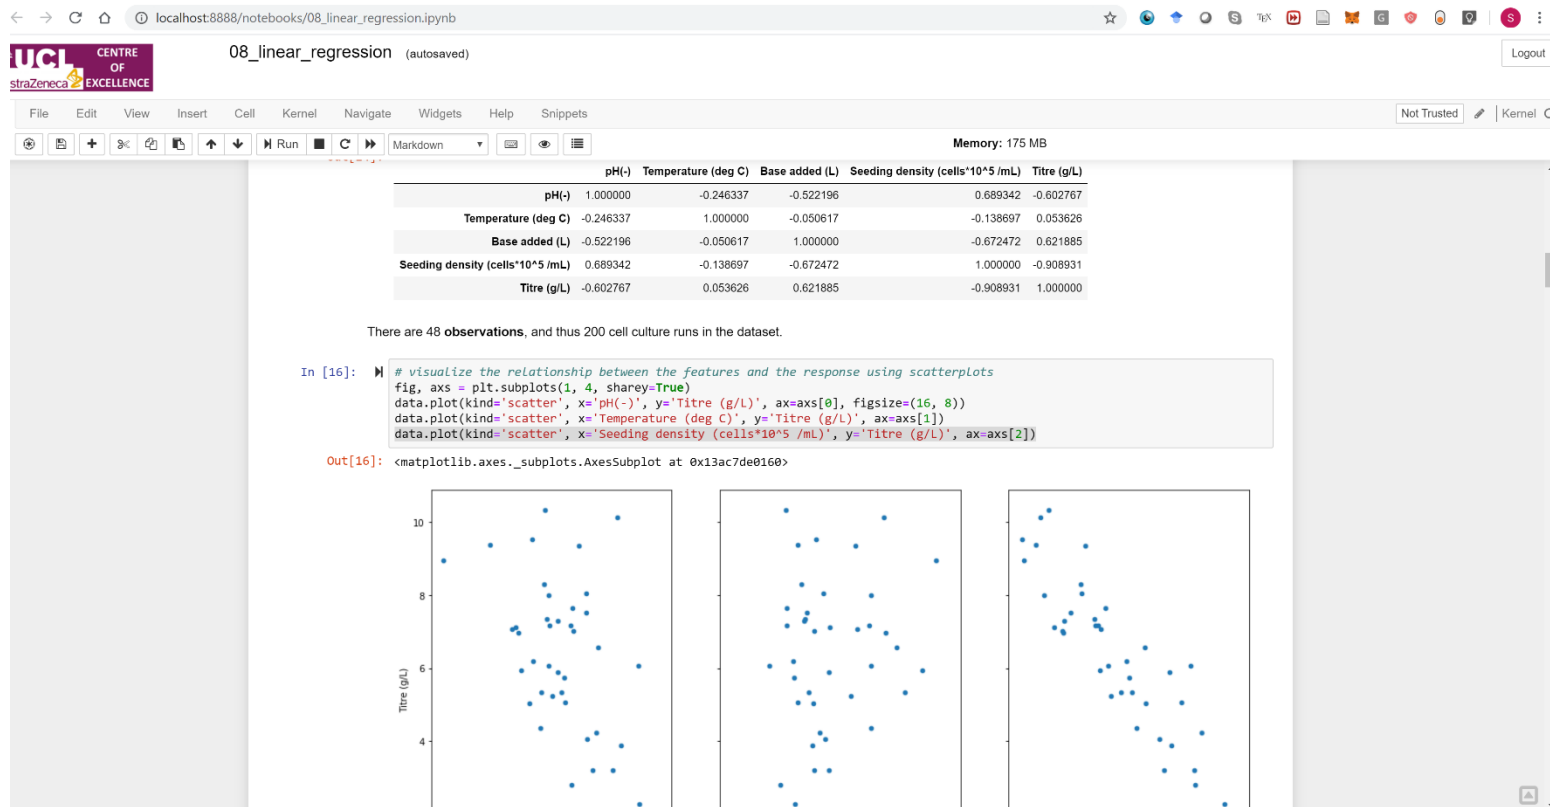 localhost:8888/notebooks/08_linear_regression.ipynb
UCL CENTRE OF EXCELLENCE
straZeneca
08_linear_regression (autosaved)
Logout
File Edit View Insert Cell Kernel Navigate Widgets Help Snippets
Not Trusted Kernel
Run Markdown Memory: 175 MB
pH(-) Temperature (deg C) Base added (L) Seeding density (cells*10^5 /mL) Titre (g/L)
pH(-) 1.000000 -0.246337 -0.522196 0.689342 -0.602767
Temperature (deg C) -0.246337 1.000000 -0.050617 -0.138697 0.053626
Base added (L) -0.522196 -0.050617 1.000000 -0.672472 0.621885
Seeding density (cells*10^5 /mL) 0.689342 -0.138697 -0.672472 1.000000 -0.908931
Titre (g/L) -0.602767 0.053626 0.621885 -0.908931 1.000000
There are 48 observations, and thus 200 cell culture runs in the dataset.
In [16]: # visualize the relationship between the features and the response using scatterplots
fig, axs = plt.subplots(1, 4, sharey=True)
data.plot(kind='scatter', x='pH(-)', y='Titre (g/L)', ax=axs[0], figsize=(16, 8))
data.plot(kind='scatter', x='Temperature (deg C)', y='Titre (g/L)', ax=axs[1])
data.plot(kind='scatter', x='Seeding density (cells*10^5 /mL)', y='Titre (g/L)', ax=axs[2])
Out[16]: <matplotlib.axes._subplots.AxesSubplot at 0x13ac7de0160>
10
8
6
Titre (g/L)
4